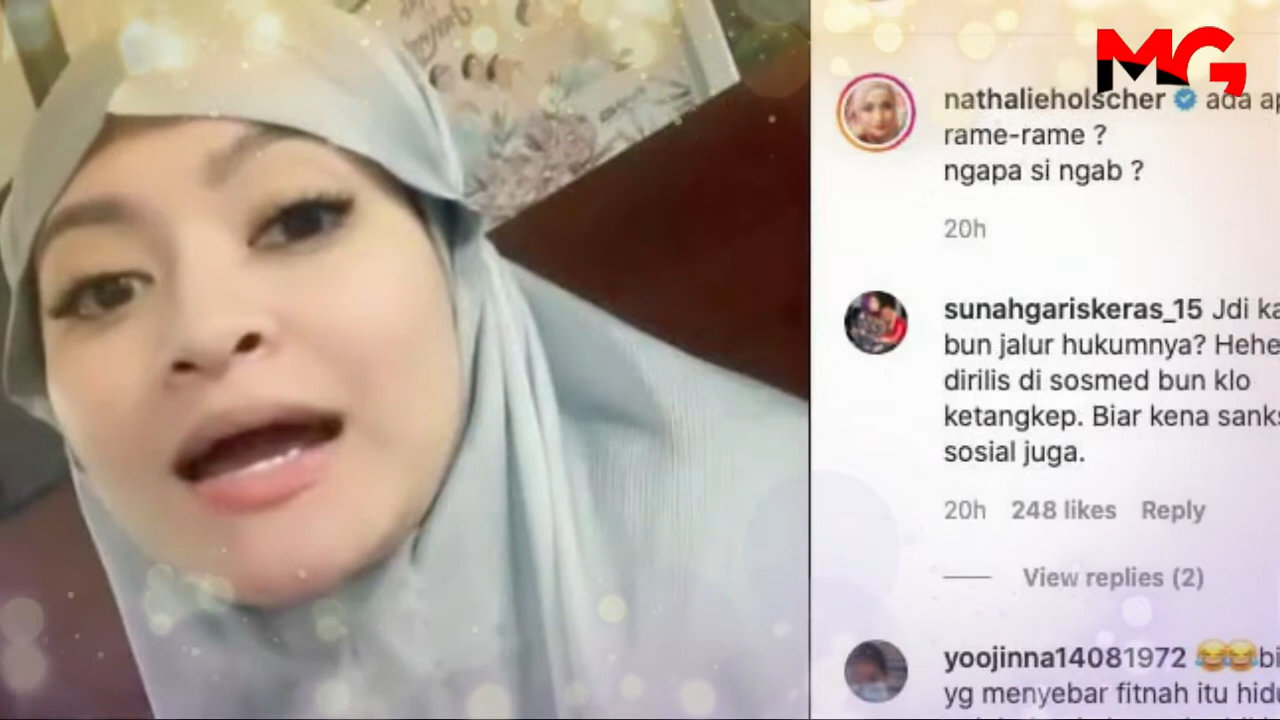 MG
nathalieholscher ada ap
rame-rame ?
ngapa si ngab ?
20h
sunahgariskeras_15 Jdi ka
bun jalur hukumnya? Hehe
dirilis di sosmed bun klo
ketangkep. Biar kena sanks
sosial juga.
20h 248 likes Reply
View replies (2)
yoojinna14081972 😂😂bi
yg menyebar fitnah itu hidu